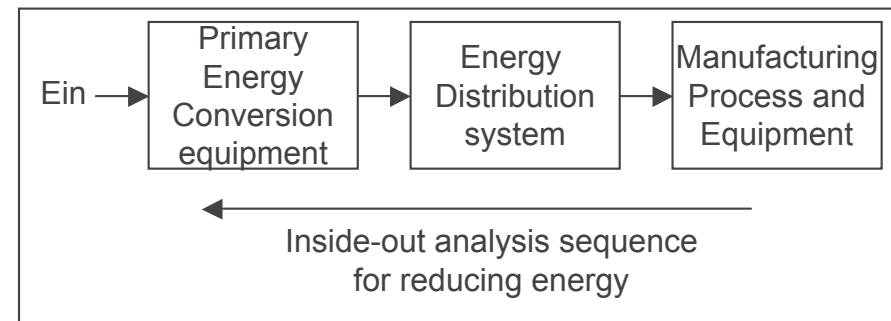 Ein
Primary
Energy
Conversion
equipment
Energy
Distribution
system
Manufacturing
Process and
Equipment
Inside-out analysis sequence
for reducing energy